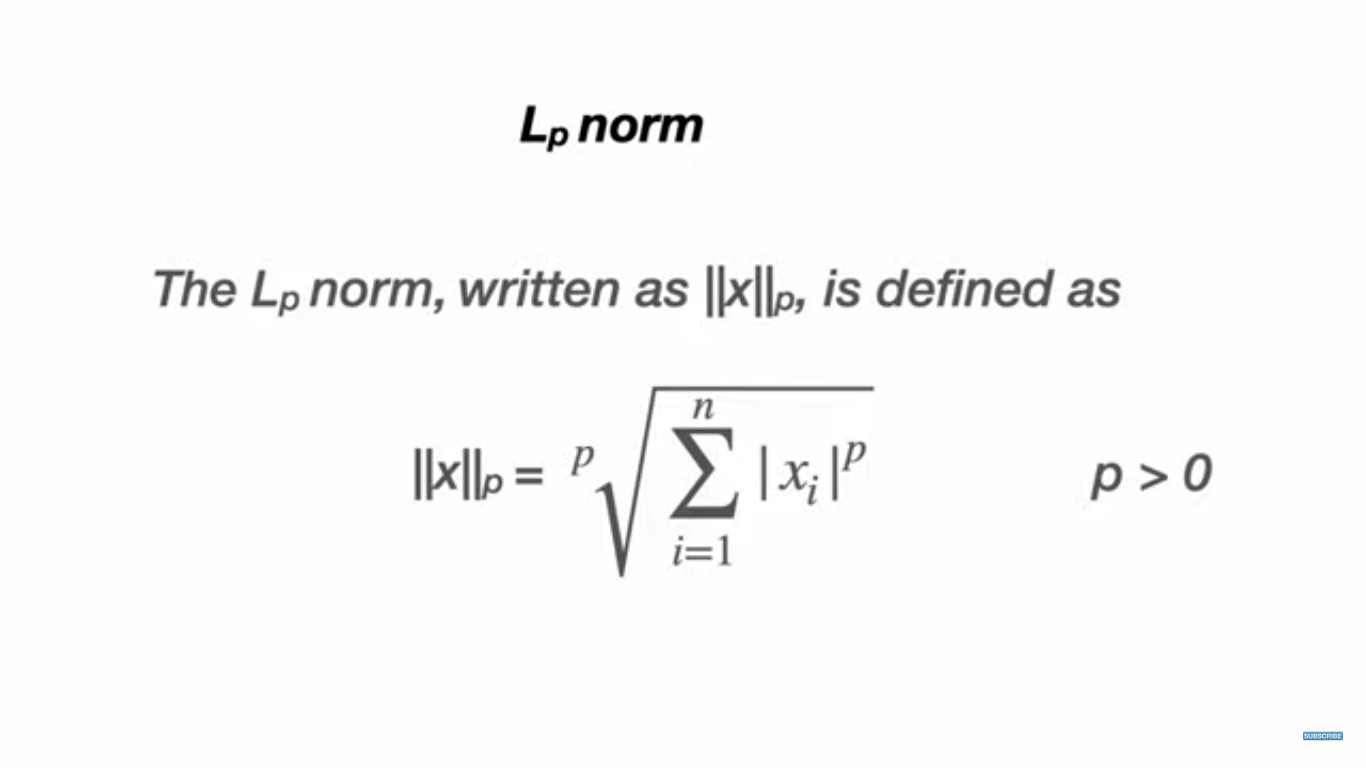 Lp norm
The Lp norm, written as ||x||p, is defined as
||x||p = p√ n ∑ i=1 |xi|p p > 0
SUBSCRIBE